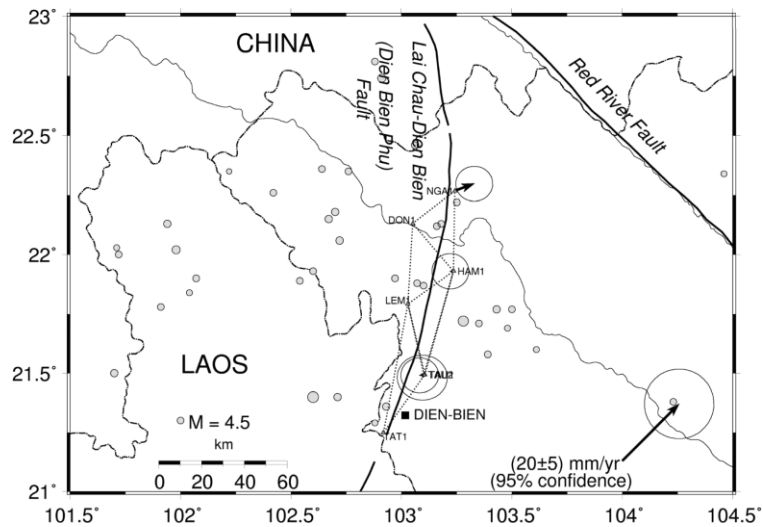 23°
22.5°
22°
21.5°
21°
101.5°
102°
102.5°
103°
103.5°
104°
104.5°
CHINA
Lai Chau-Dien Bien
(Dien Bien Phu)
Fault
Red River Fault
NGA1
DON1
HAM1
LEM1
DIEN-BIEN
TAT1
LAOS
M = 4.5
km
0 20 40 60
(20±5) mm/yr
(95% confidence)